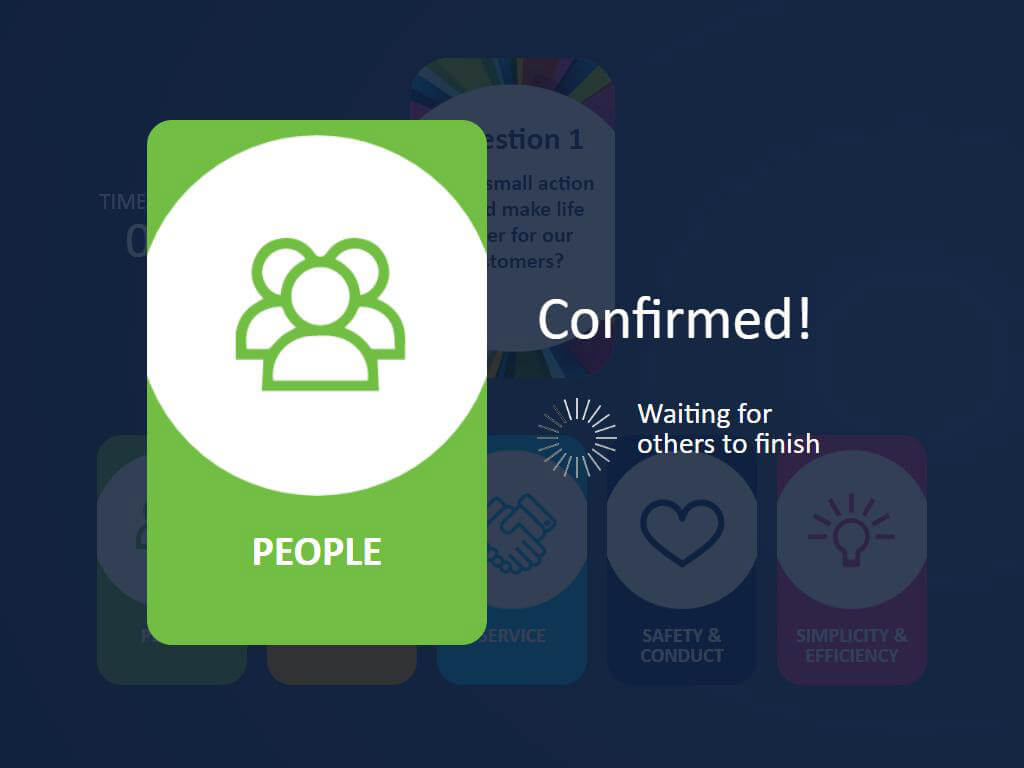 estion 1
small action
d make life
er for our
tomers?
TIME
0
Confirmed!
Waiting for
others to finish
PEOPLE
P
SERVICE
SAFETY &
CONDUCT
SIMPLICITY &
EFFICIENCY